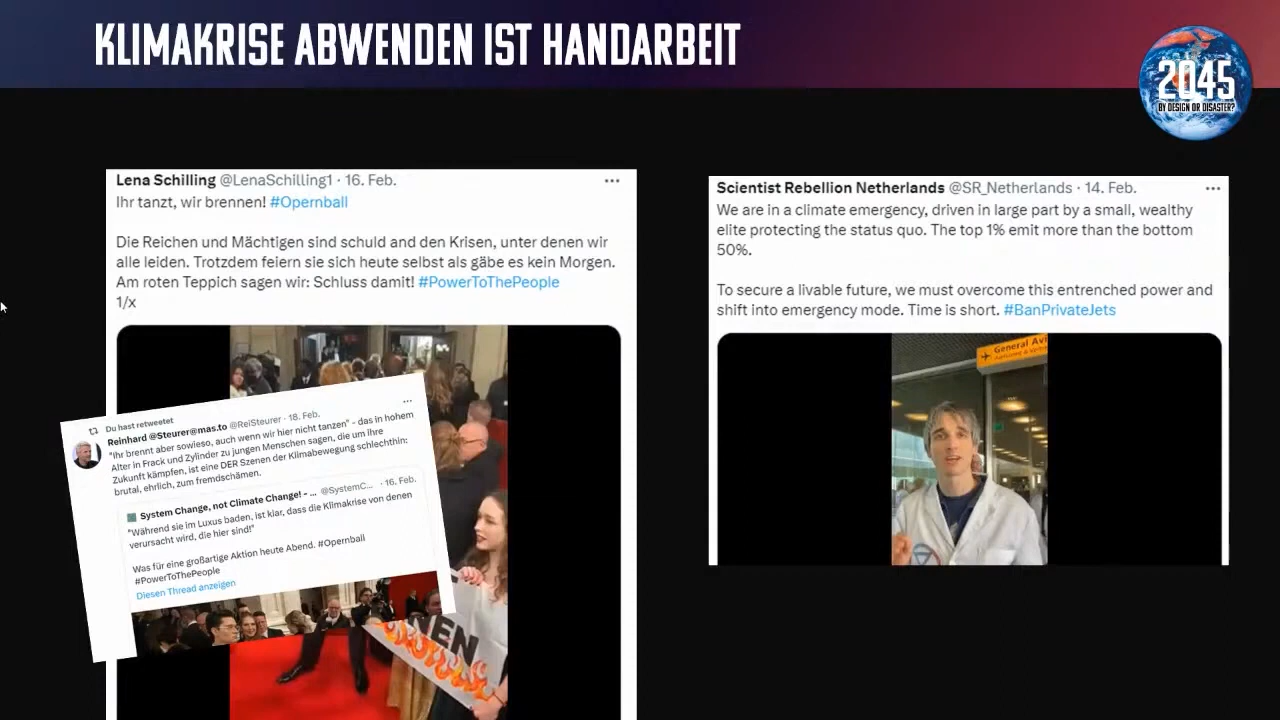 KLIMAKRISE ABWENDEN IST HANDARBEIT
2045
BY DESIGN OR DISASTER?
Lena Schilling @LenaSchilling1 · 16. Feb.
Ihr tanzt, wir brennen! #Opernball
Die Reichen und Mächtigen sind schuld and den Krisen, unter denen wir
alle leiden. Trotzdem feiern sie sich heute selbst als gäbe es kein Morgen.
Am roten Teppich sagen wir: Schluss damit! #PowerToThePeople
1/x
Du hast retweetet
Reinhard @Steurer@mas.to @ReiSteurer · 18. Feb.
"Ihr brennt aber sowieso, auch wenn wir hier nicht tanzen" - das in hohem
Alter in Frack und Zylinder zu jungen Menschen sagen, die um ihre
Zukunft kämpfen, ist eine DER Szenen der Klimabewegung schlechthin:
brutal, ehrlich, zum fremdschämen.
System Change, not Climate Change! - ... @SystemC... · 16. Feb.
"Während sie im Luxus baden, ist klar, dass die Klimakrise von denen
verursacht wird, die hier sind!"
Was für eine großartige Aktion heute Abend. #Opernball
#PowerToThePeople
Diesen Thread anzeigen
NEN
Scientist Rebellion Netherlands @SR_Netherlands · 14. Feb.
We are in a climate emergency, driven in large part by a small, wealthy
elite protecting the status quo. The top 1% emit more than the bottom
50%.
To secure a livable future, we must overcome this entrenched power and
shift into emergency mode. Time is short. #BanPrivateJets
General Avi